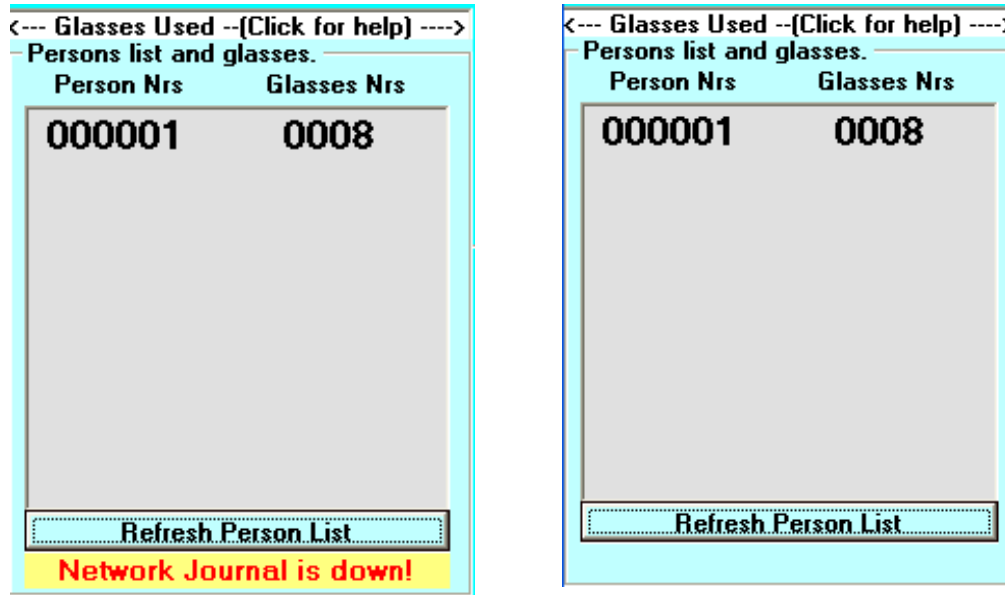 <--- Glasses Used --(Click for help) ---->
Persons list and glasses.
Person Nrs Glasses Nrs
000001 0008
Refresh Person List
Network Journal is down!
<--- Glasses Used --(Click for help) ----
Persons list and glasses.
Person Nrs Glasses Nrs
000001 0008
Refresh Person List